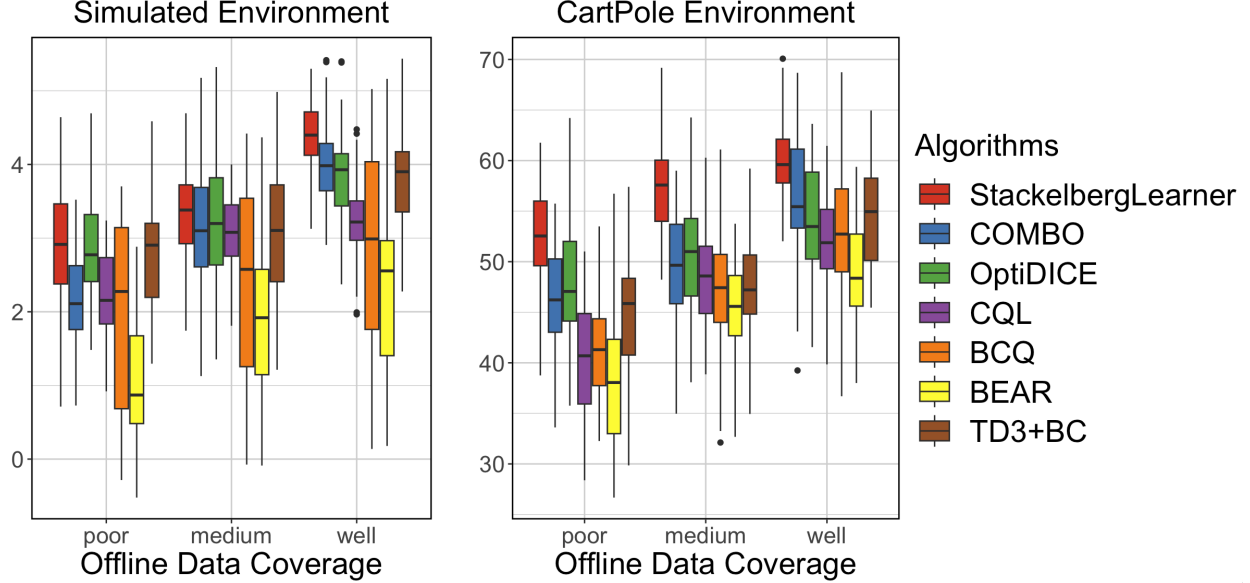 Simulated Environment
4
2
0
poor medium well
Offline Data Coverage
CartPole Environment
70
60
50
40
30
poor medium well
Offline Data Coverage
Algorithms
StackelbergLearner
COMBO
OptiDICE
CQL
BCQ
BEAR
TD3+BC